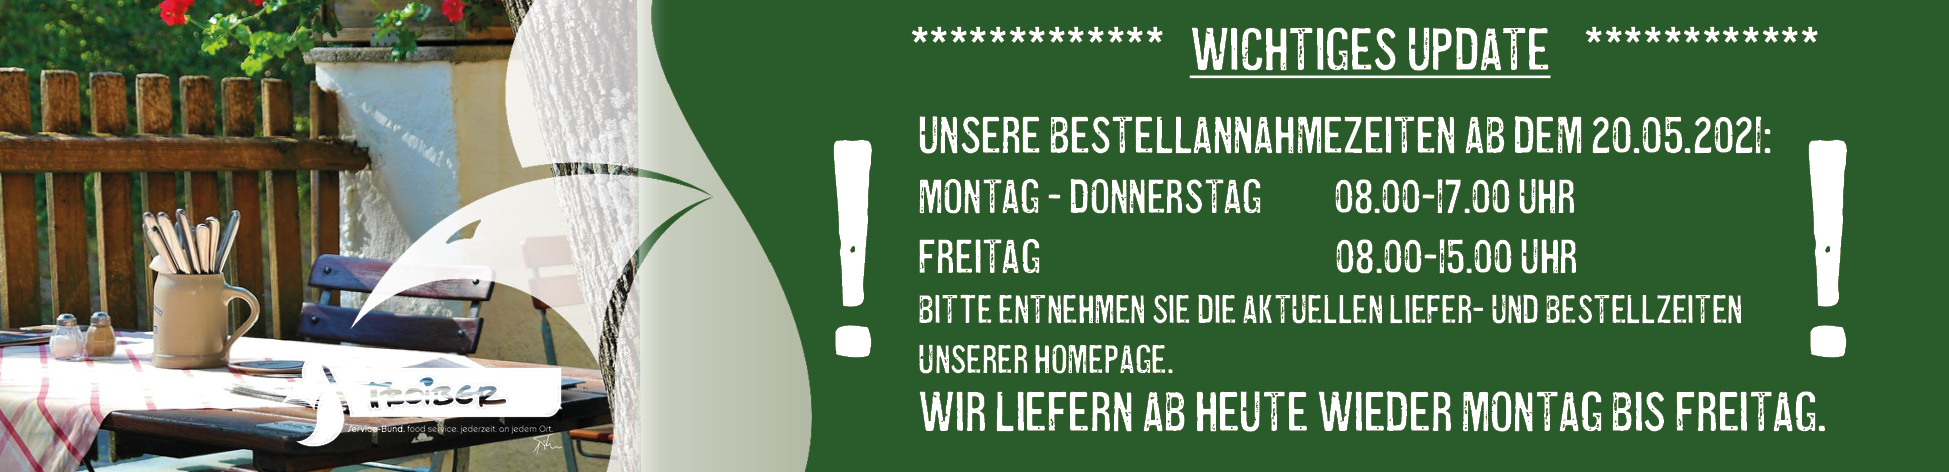 ************* WICHTIGES UPDATE ************
UNSERE BESTELLANNAHMEZEITEN AB DEM 20.05.2021:
MONTAG - DONNERSTAG 08.00-17.00 UHR
FREITAG 08.00-15.00 UHR
BITTE ENTNEHMEN SIE DIE AKTUELLEN LIEFER- UND BESTELLZEITEN
UNSERER HOMEPAGE.
WIR LIEFERN AB HEUTE WIEDER MONTAG BIS FREITAG.
! !
TROIBER
Service-Bund. food service. jederzeit. an jedem Ort.